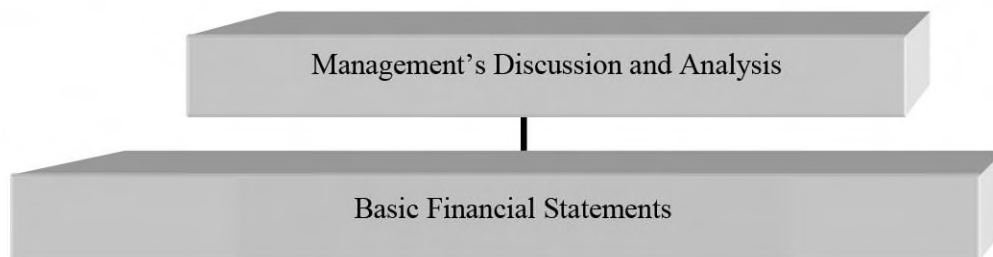 Management’s Discussion and Analysis
Basic Financial Statements